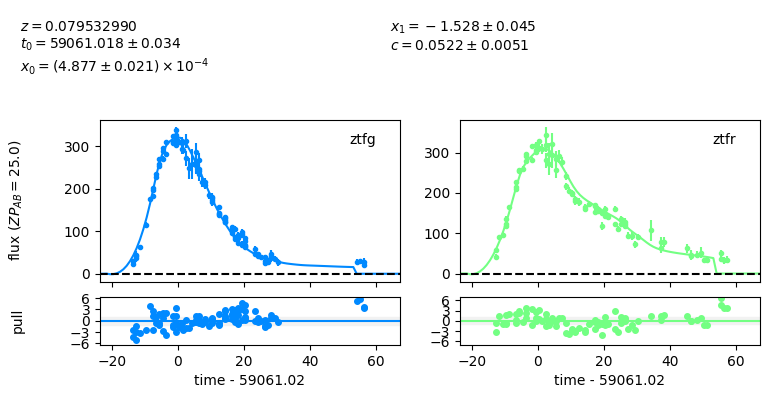 z = 0.079532990
t₀ = 59061.018 ± 0.034
x₀ = (4.877 ± 0.021) × 10⁻⁴
x₁ = −1.528 ± 0.045
c = 0.0522 ± 0.0051
flux (ZP_AB = 25.0)
300
200
100
0
ztfg
300
200
100
0
ztfr
pull
6
3
0
−3
−6
−20
0
20
40
60
time - 59061.02
6
3
0
−3
−6
−20
0
20
40
60
time - 59061.02